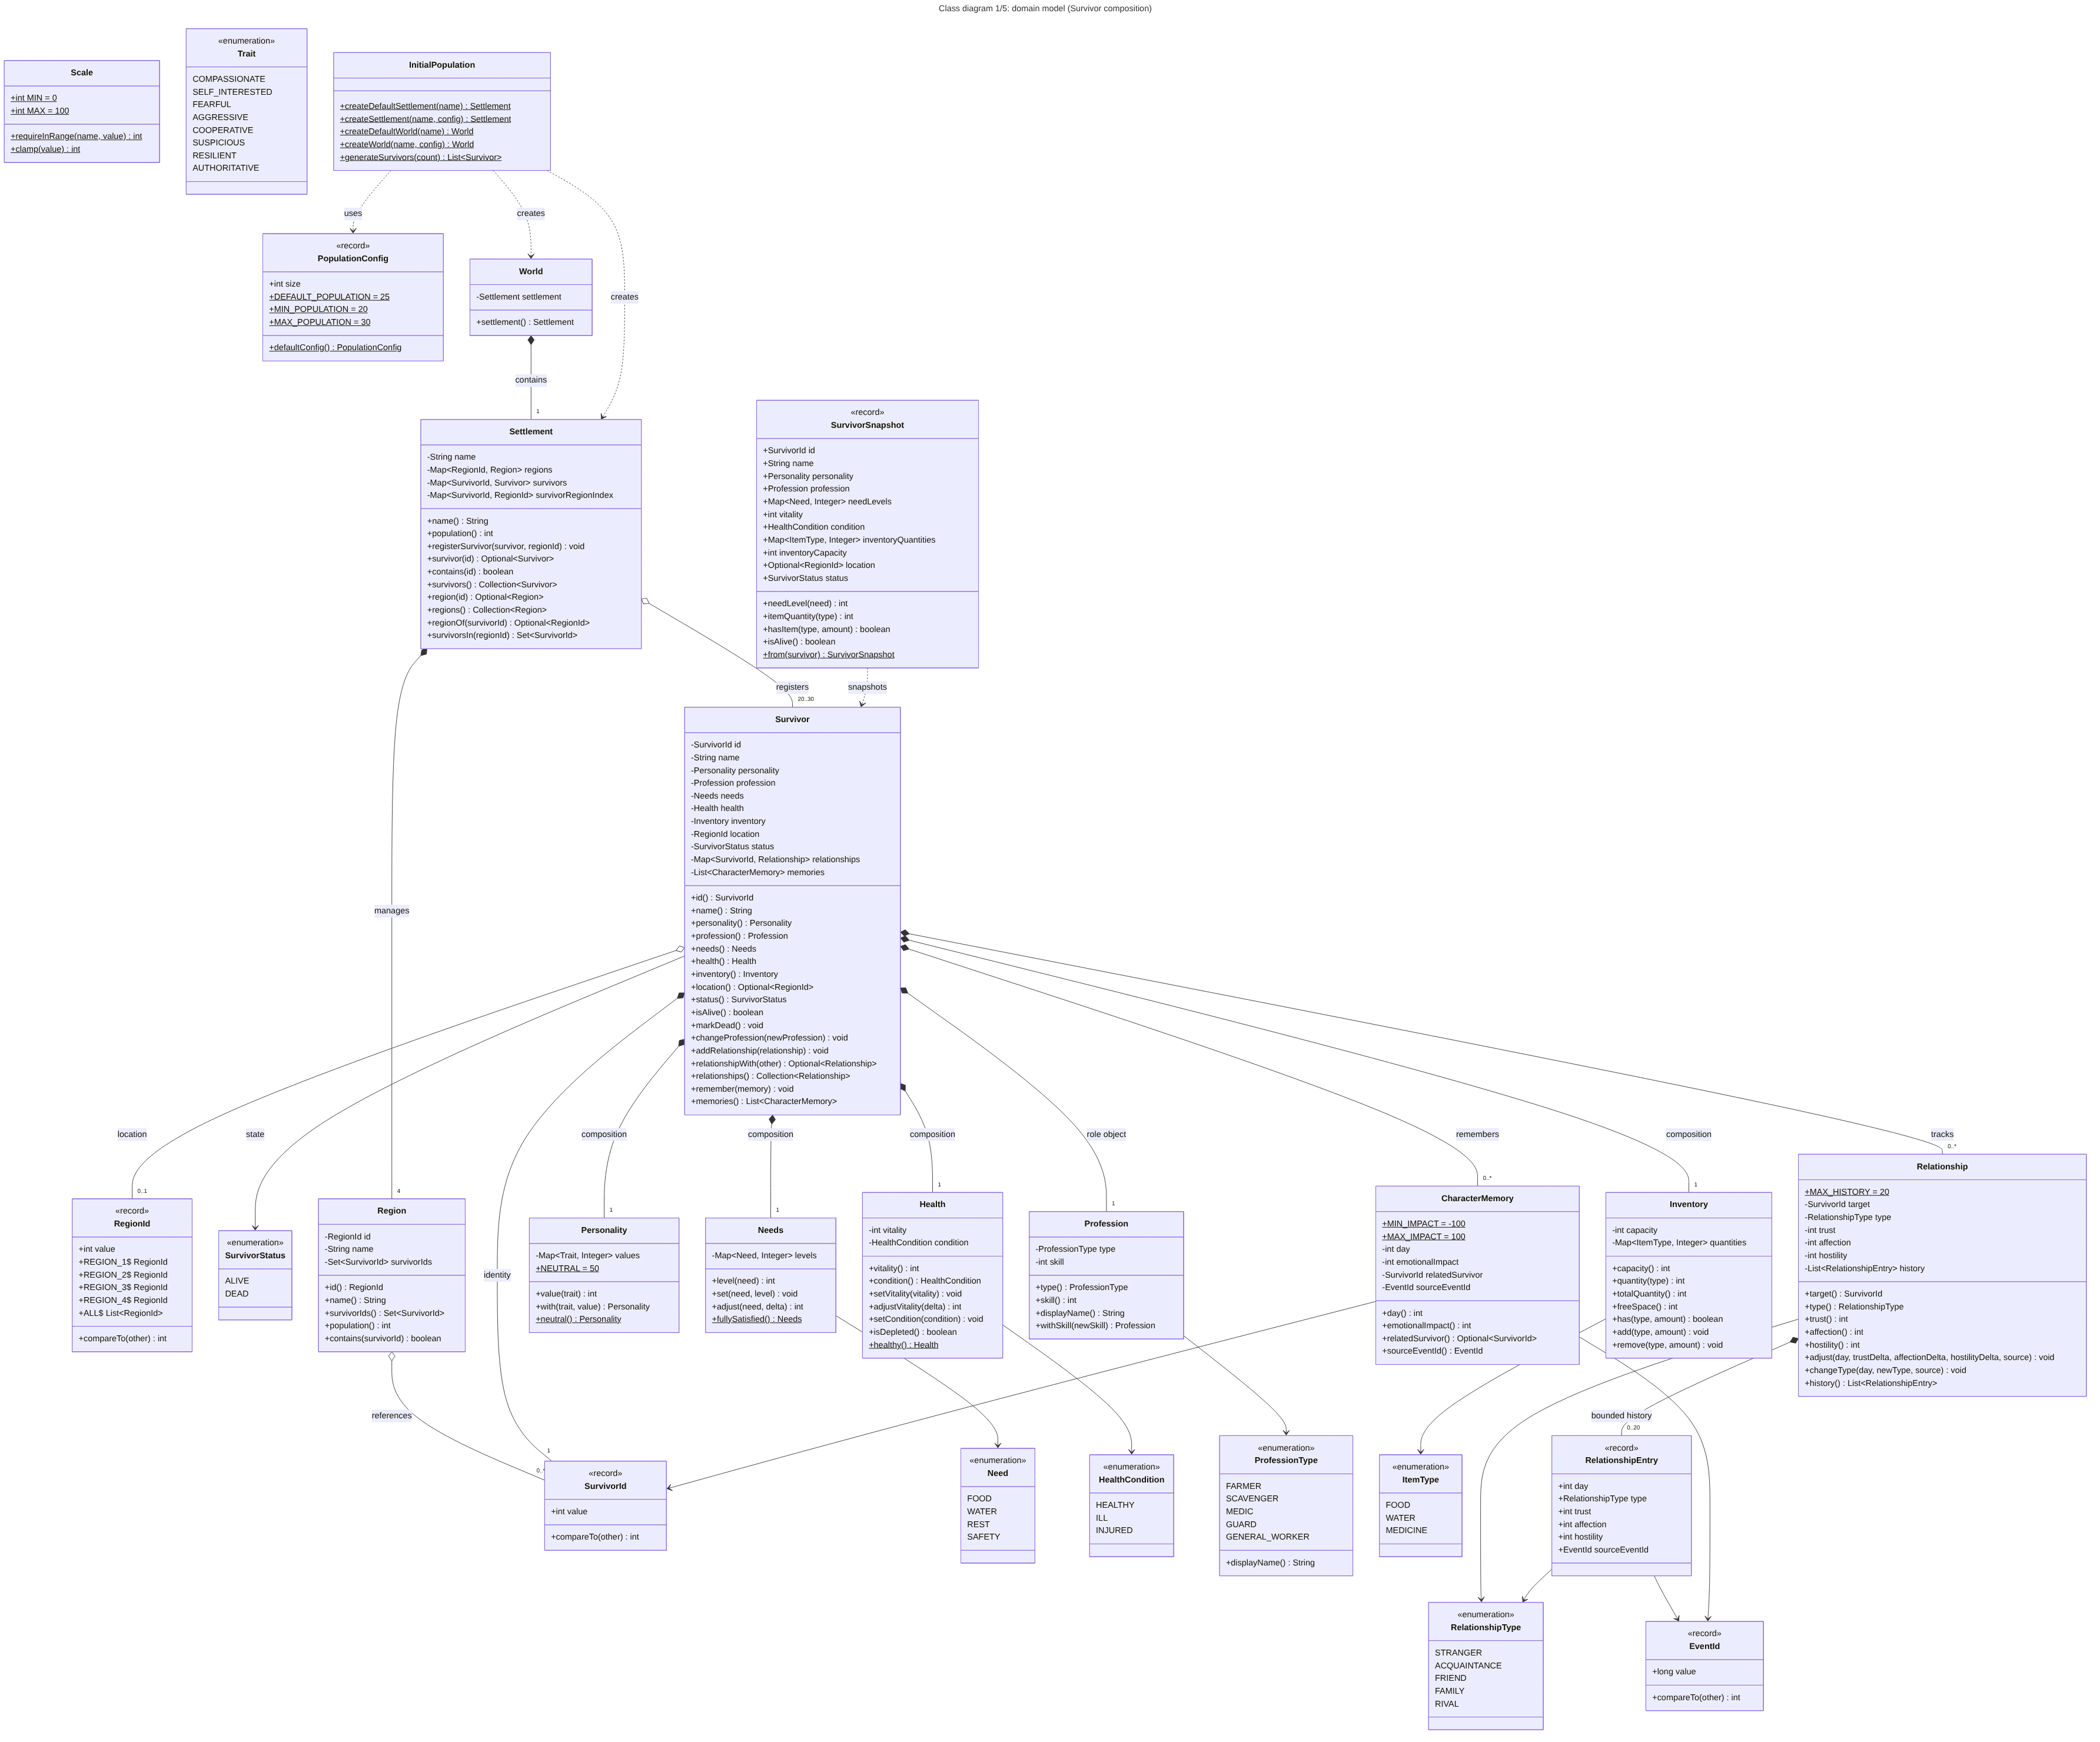 Class diagram 1/5: domain model (Survivor composition)
Scale
+int MIN = 0
+int MAX = 100
+requireInRange(name, value) : int
+clamp(value) : int
«enumeration»
Trait
COMPASSIONATE
SELF_INTERESTED
FEARFUL
AGGRESSIVE
COOPERATIVE
SUSPICIOUS
RESILIENT
AUTHORITATIVE
InitialPopulation
+createDefaultSettlement(name) : Settlement
+createSettlement(name, config) : Settlement
+createDefaultWorld(name) : World
+createWorld(name, config) : World
+generateSurvivors(count) : List<Survivor>
uses
creates
creates
«record»
PopulationConfig
+int size
+DEFAULT_POPULATION = 25
+MIN_POPULATION = 20
+MAX_POPULATION = 30
+defaultConfig() : PopulationConfig
World
-Settlement settlement
+settlement() : Settlement
contains
1
Settlement
-String name
-Map<RegionId, Region> regions
-Map<SurvivorId, Survivor> survivors
-Map<SurvivorId, RegionId> survivorRegionIndex
+name() : String
+population() : int
+registerSurvivor(survivor, regionId) : void
+survivor(id) : Optional<Survivor>
+contains(id) : boolean
+survivors() : Collection<Survivor>
+region(id) : Optional<Region>
+regions() : Collection<Region>
+regionOf(survivorId) : Optional<RegionId>
+survivorsIn(regionId) : Set<SurvivorId>
«record»
SurvivorSnapshot
+SurvivorId id
+String name
+Personality personality
+Profession profession
+Map<Need, Integer> needLevels
+int vitality
+HealthCondition condition
+Map<ItemType, Integer> inventoryQuantities
+int inventoryCapacity
+Optional<RegionId> location
+SurvivorStatus status
+needLevel(need) : int
+itemQuantity(type) : int
+hasItem(type, amount) : boolean
+isAlive() : boolean
+from(survivor) : SurvivorSnapshot
registers
20..30
snapshots
Survivor
-SurvivorId id
-String name
-Personality personality
-Profession profession
-Needs needs
-Health health
-Inventory inventory
-RegionId location
-SurvivorStatus status
-Map<SurvivorId, Relationship> relationships
-List<CharacterMemory> memories
+id() : SurvivorId
+name() : String
+personality() : Personality
+profession() : Profession
+needs() : Needs
+health() : Health
+inventory() : Inventory
+location() : Optional<RegionId>
+status() : SurvivorStatus
+isAlive() : boolean
+markDead() : void
+changeProfession(newProfession) : void
+addRelationship(relationship) : void
+relationshipWith(other) : Optional<Relationship>
+relationships() : Collection<Relationship>
+remember(memory) : void
+memories() : List<CharacterMemory>
manages
4
location
0..1
state
identity
1
composition
1
composition
1
composition
1
role object
1
remembers
0..*
composition
1
tracks
0..*
«record»
RegionId
+int value
+REGION_1$ RegionId
+REGION_2$ RegionId
+REGION_3$ RegionId
+REGION_4$ RegionId
+ALL$ List<RegionId>
+compareTo(other) : int
«enumeration»
SurvivorStatus
ALIVE
DEAD
Region
-RegionId id
-String name
-Set<SurvivorId> survivorIds
+id() : RegionId
+name() : String
+survivorIds() : Set<SurvivorId>
+population() : int
+contains(survivorId) : boolean
Personality
-Map<Trait, Integer> values
+NEUTRAL = 50
+value(trait) : int
+with(trait, value) : Personality
+neutral() : Personality
Needs
-Map<Need, Integer> levels
+level(need) : int
+set(need, level) : void
+adjust(need, delta) : int
+fullySatisfied() : Needs
Health
-int vitality
-HealthCondition condition
+vitality() : int
+condition() : HealthCondition
+setVitality(vitality) : void
+adjustVitality(delta) : int
+setCondition(condition) : void
+isDepleted() : boolean
+healthy() : Health
Profession
-ProfessionType type
-int skill
+type() : ProfessionType
+skill() : int
+displayName() : String
+withSkill(newSkill) : Profession
CharacterMemory
+MIN_IMPACT = -100
+MAX_IMPACT = 100
-int day
-int emotionalImpact
-SurvivorId relatedSurvivor
-EventId sourceEventId
+day() : int
+emotionalImpact() : int
+relatedSurvivor() : Optional<SurvivorId>
+sourceEventId() : EventId
Inventory
-int capacity
-Map<ItemType, Integer> quantities
+capacity() : int
+quantity(type) : int
+totalQuantity() : int
+freeSpace() : int
+has(type, amount) : boolean
+add(type, amount) : void
+remove(type, amount) : void
Relationship
+MAX_HISTORY = 20
-SurvivorId target
-RelationshipType type
-int trust
-int affection
-int hostility
-List<RelationshipEntry> history
+target() : SurvivorId
+type() : RelationshipType
+trust() : int
+affection() : int
+hostility() : int
+adjust(day, trustDelta, affectionDelta, hostilityDelta, source) : void
+changeType(day, newType, source) : void
+history() : List<RelationshipEntry>
references
0..*
bounded history
0..20
«record»
SurvivorId
+int value
+compareTo(other) : int
«enumeration»
Need
FOOD
WATER
REST
SAFETY
«enumeration»
HealthCondition
HEALTHY
ILL
INJURED
«enumeration»
ProfessionType
FARMER
SCAVENGER
MEDIC
GUARD
GENERAL_WORKER
+displayName() : String
«enumeration»
ItemType
FOOD
WATER
MEDICINE
«record»
RelationshipEntry
+int day
+RelationshipType type
+int trust
+int affection
+int hostility
+EventId sourceEventId
«enumeration»
RelationshipType
STRANGER
ACQUAINTANCE
FRIEND
FAMILY
RIVAL
«record»
EventId
+long value
+compareTo(other) : int